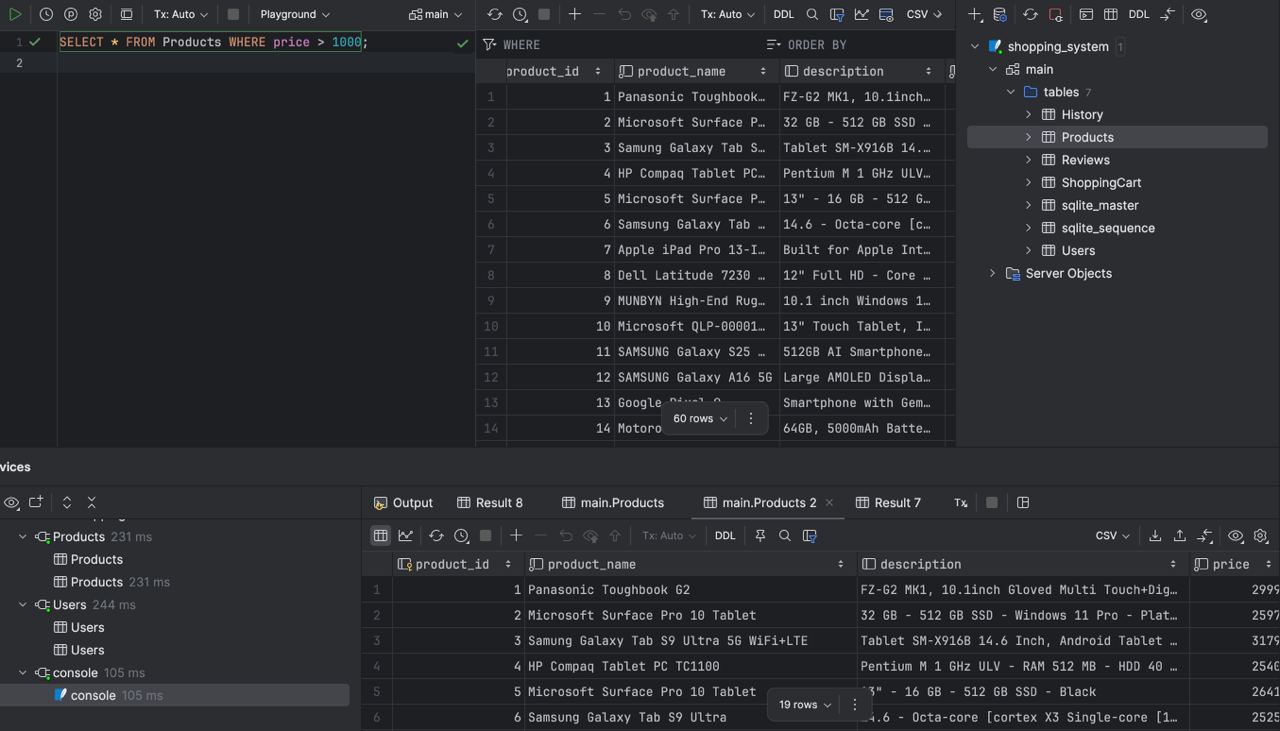 Tx: Auto Playground main Tx: Auto DDL CSV DDL
1 SELECT * FROM Products WHERE price > 1000;
2
WHERE ORDER BY
product_id product_name description
1 1 Panasonic Toughbook… FZ-G2 MK1, 10.1inch…
2 2 Microsoft Surface P… 32 GB - 512 GB SSD …
3 3 Samung Galaxy Tab S… Tablet SM-X916B 14.…
4 4 HP Compaq Tablet PC… Pentium M 1 GHz ULV…
5 5 Microsoft Surface P… 13" - 16 GB - 512 G…
6 6 Samsung Galaxy Tab … 14.6 - Octa-core [c…
7 7 Apple iPad Pro 13-I… Built for Apple Int…
8 8 Dell Latitude 7230 … 12" Full HD - Core …
9 9 MUNBYN High-End Rug… 10.1 inch Windows 1…
10 10 Microsoft QLP-00001… 13" Touch Tablet, I…
11 11 SAMSUNG Galaxy S25 … 512GB AI Smartphone…
12 12 SAMSUNG Galaxy A16 5G Large AMOLED Displa…
13 13 Google Smartphone with Gem…
14 14 Motoro 64GB, 5000mAh Batte…
60 rows
shopping_system 1
main
tables 7
History
Products
Reviews
ShoppingCart
sqlite_master
sqlite_sequence
Users
Server Objects
vices
Products 231 ms
Products
Products 231 ms
Users 244 ms
Users
Users
console 105 ms
console 105 ms
Output Result 8 main.Products main.Products 2 Result 7 Tx
Tx: Auto DDL CSV
product_id product_name description price
1 1 Panasonic Toughbook G2 FZ-G2 MK1, 10.1inch Gloved Multi Touch+Dig… 2999
2 2 Microsoft Surface Pro 10 Tablet 32 GB - 512 GB SSD - Windows 11 Pro - Plat… 2597
3 3 Samung Galaxy Tab S9 Ultra 5G WiFi+LTE Tablet SM-X916B 14.6 Inch, Android Tablet … 3179
4 4 HP Compaq Tablet PC TC1100 Pentium M 1 GHz ULV - RAM 512 MB - HDD 40 … 2540
5 5 Microsoft Surface Pro 10 Tablet 13" - 16 GB - 512 GB SSD - Black 2641
6 6 Samsung Galaxy Tab S9 Ultra 14.6 - Octa-core [cortex X3 Single-core [1… 2525
19 rows